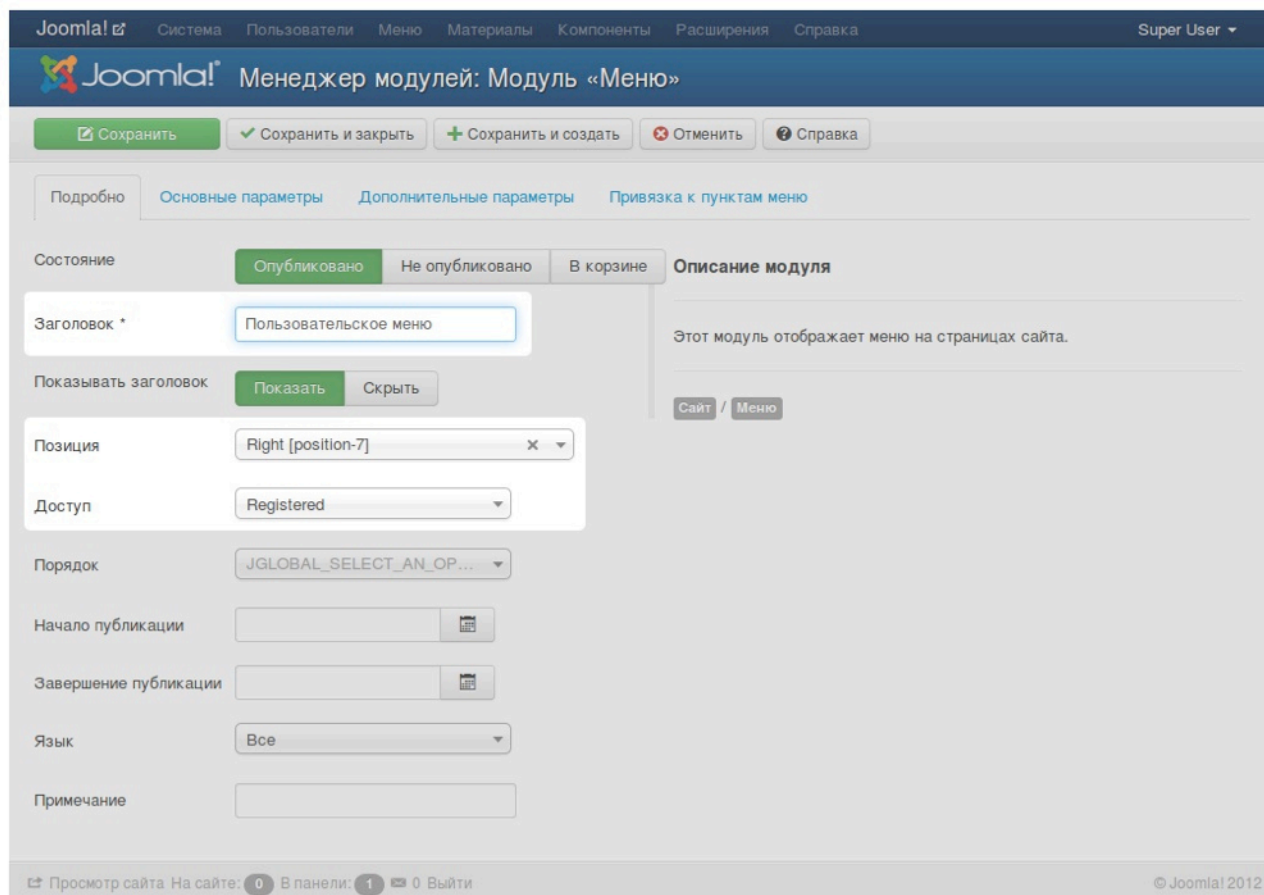 Joomla! Система Пользователи Меню Материалы Компоненты Расширения Справка Super User
Joomla!® Менеджер модулей: Модуль «Меню»
Сохранить Сохранить и закрыть Сохранить и создать Отменить Справка
Подробно Основные параметры Дополнительные параметры Привязка к пунктам меню
Состояние Опубликовано Не опубликовано В корзине
Описание модуля
Заголовок * Пользовательское меню
Этот модуль отображает меню на страницах сайта.
Показывать заголовок Показать Скрыть
Сайт / Меню
Позиция Right [position-7]
Доступ Registered
Порядок JGLOBAL_SELECT_AN_OP...
Начало публикации
Завершение публикации
Язык Все
Примечание
Просмотр сайта На сайте: 0 В панели: 1 0 Выйти © Joomla! 2012